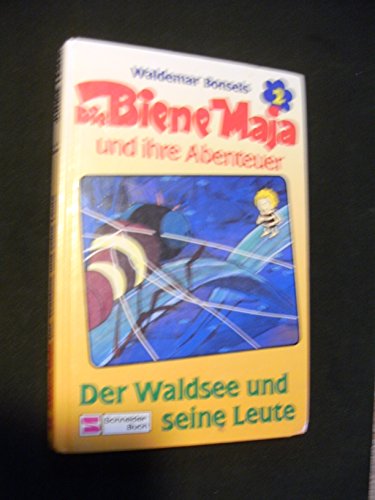 Waldemar Bonsels'
2
Die Biene Maja
und ihre Abenteuer
Der Waldsee und
seine Leute
Schneider
Buch